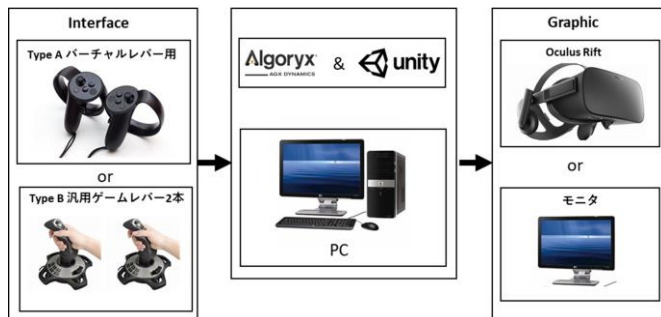 Interface
Type A バーチャルレバー用
or
Type B 汎用ゲームレバー2本
Algoryx
AGX DYNAMICS
&
unity
PC
Graphic
Oculus Rift
or
モニタ